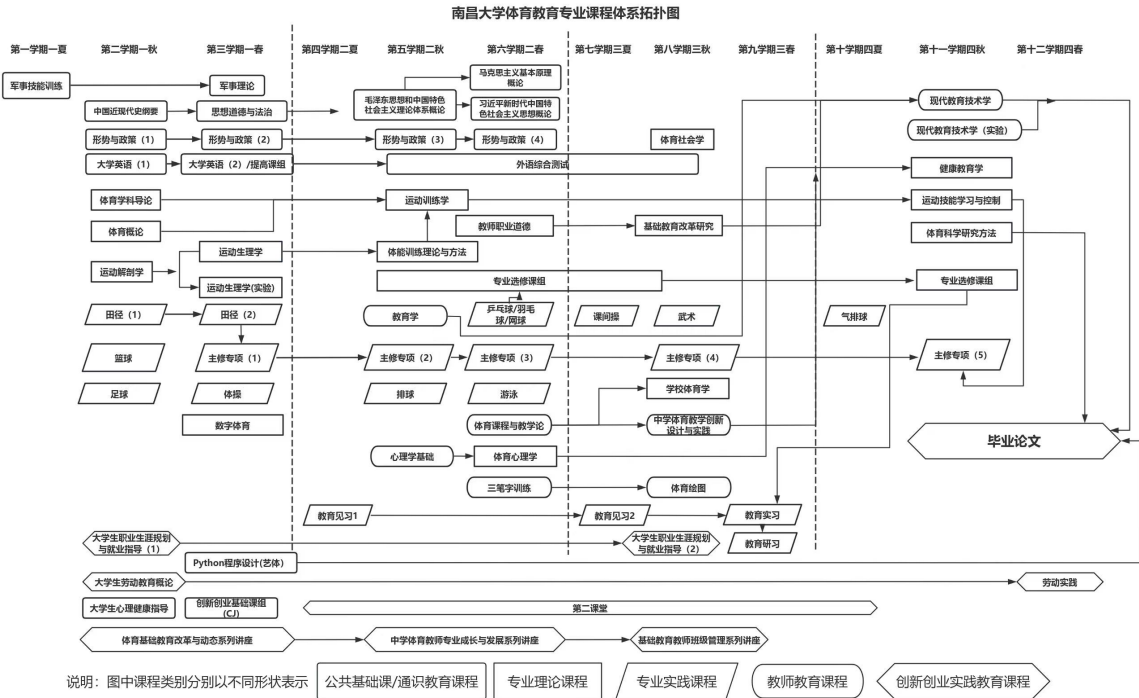 南昌大学体育教育专业课程体系拓扑图
第一学期一夏
第二学期一秋
第三学期一春
第四学期二夏
第五学期二秋
第六学期二春
第七学期三夏
第八学期三秋
第九学期三春
第十学期四夏
第十一学期四秋
第十二学期四春
军事技能训练
军事理论
马克思主义基本原理
概论
毛泽东思想和中国特色
社会主义理论体系概论
习近平新时代中国特
色社会主义思想概论
中国近现代史纲要
思想道德与法治
现代教育技术学
现代教育技术学（实验）
形势与政策（1）
形势与政策（2）
形势与政策（3）
形势与政策（4）
体育社会学
大学英语（1）
大学英语（2）/提高课组
外语综合测试
健康教育学
体育学科导论
运动训练学
运动技能学习与控制
体育概论
教师职业道德
基础教育改革研究
体育科学研究方法
运动生理学
体能训练理论与方法
运动解剖学
运动生理学(实验)
专业选修课组
专业选修课组
田径（1）
田径（2）
教育学
乒乓球/羽毛
球/网球
课间操
武术
气排球
篮球
主修专项（1）
主修专项（2）
主修专项（3）
主修专项（4）
主修专项（5）
足球
体操
排球
游泳
学校体育学
数字体育
体育课程与教学论
中学体育教学创新
设计与实践
毕业论文
心理学基础
体育心理学
三笔字训练
体育绘图
教育见习1
教育见习2
教育实习
大学生职业生涯规划
与就业指导（1）
大学生职业生涯规划
与就业指导（2）
教育研习
Python程序设计(艺体）
大学生劳动教育概论
劳动实践
大学生心理健康指导
创新创业基础课组
(CJ)
第二课堂
体育基础教育改革与动态系列讲座
中学体育教师专业成长与发展系列讲座
基础教育教师班级管理系列讲座
说明：图中课程类别分别以不同形状表示
公共基础课/通识教育课程
专业理论课程
专业实践课程
教师教育课程
创新创业实践教育课程